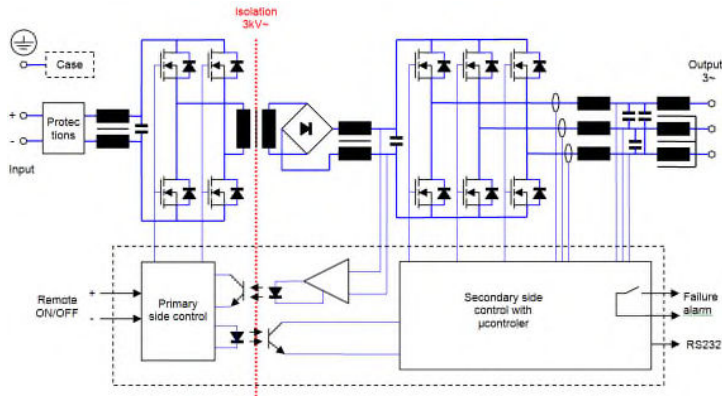 Isolation
3kV~
Case
Output
3~
+
Protec
tions
-
Input
Remote
ON/OFF
+
-
Primary
side control
Secondary side
control with
µcontroler
Failure
alarm
RS232